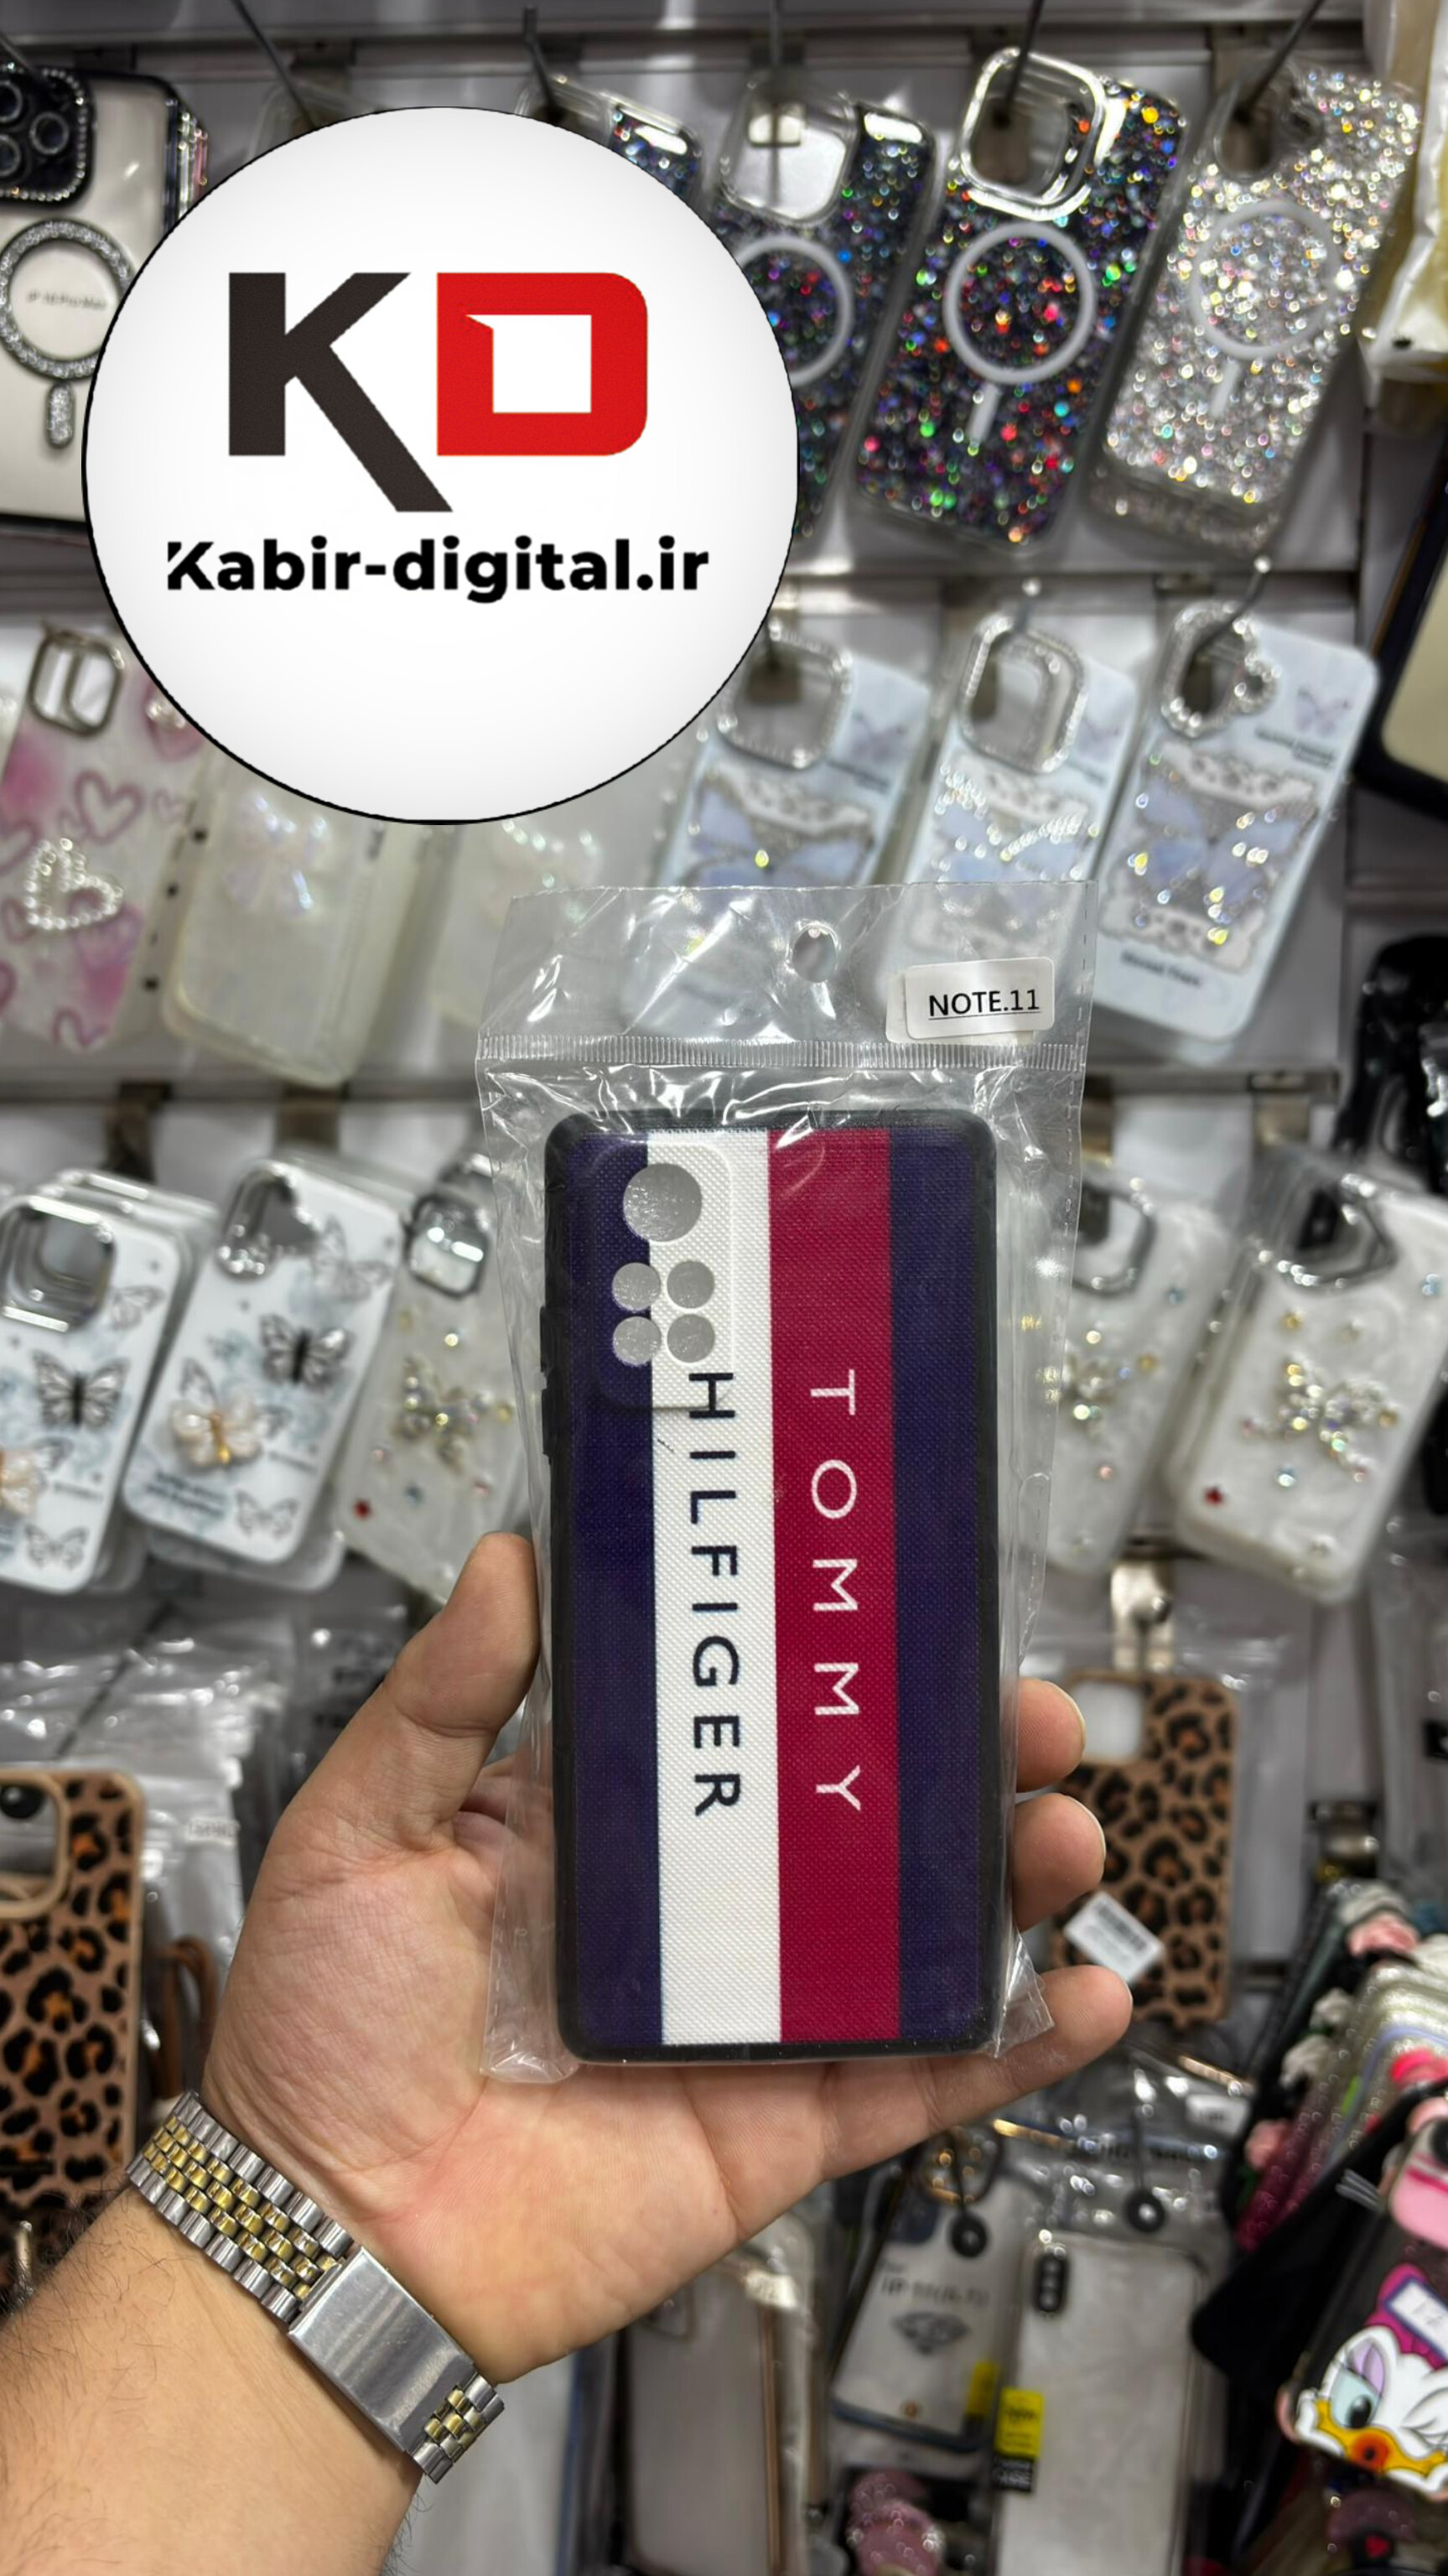 KD
Kabir-digital.ir
NOTE.11
TOMMY
HILFIGER